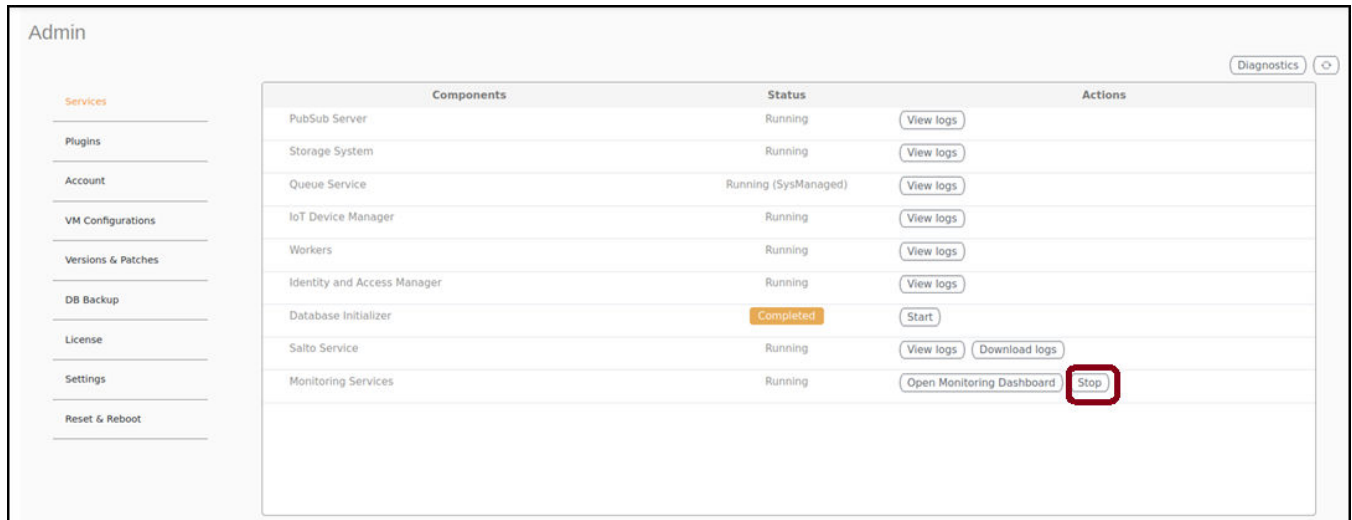 Admin
Diagnostics
Services
Plugins
Account
VM Configurations
Versions & Patches
DB Backup
License
Settings
Reset & Reboot
Components Status Actions
PubSub Server Running View logs
Storage System Running View logs
Queue Service Running (SysManaged) View logs
IoT Device Manager Running View logs
Workers Running View logs
Identity and Access Manager Running View logs
Database Initializer Completed Start
Salto Service Running View logs Download logs
Monitoring Services Running Open Monitoring Dashboard Stop